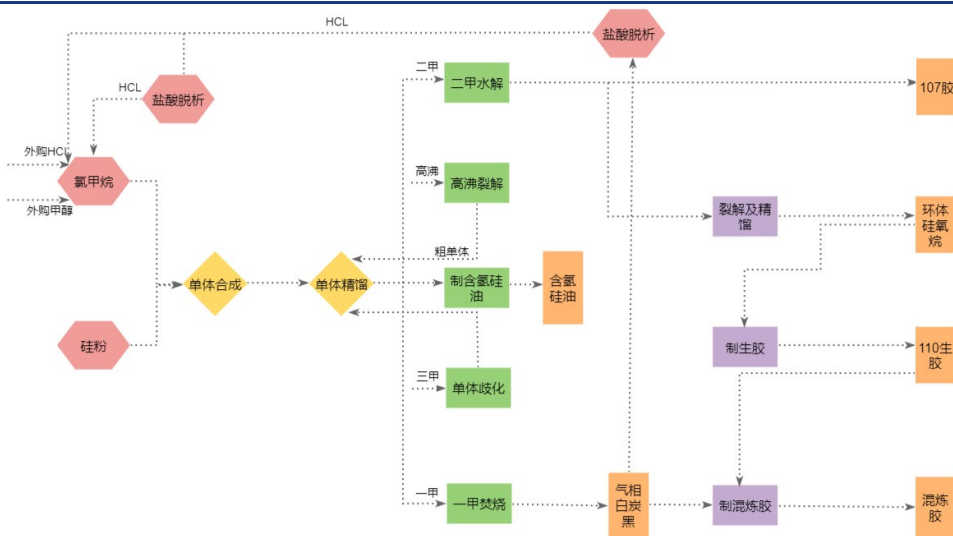 HCL
盐酸脱析
二甲
二甲水解
107胶
HCL
盐酸脱析
外购HCL
氯甲烷
外购甲醇
高沸
高沸裂解
裂解及精
馏
环体
硅氧
烷
粗单体
单体合成
单体精馏
制含氢硅
油
含氢
硅油
硅粉
制生胶
110生
胶
三甲
单体歧化
一甲
一甲焚烧
气相
白炭
黑
制混炼胶
混炼
胶